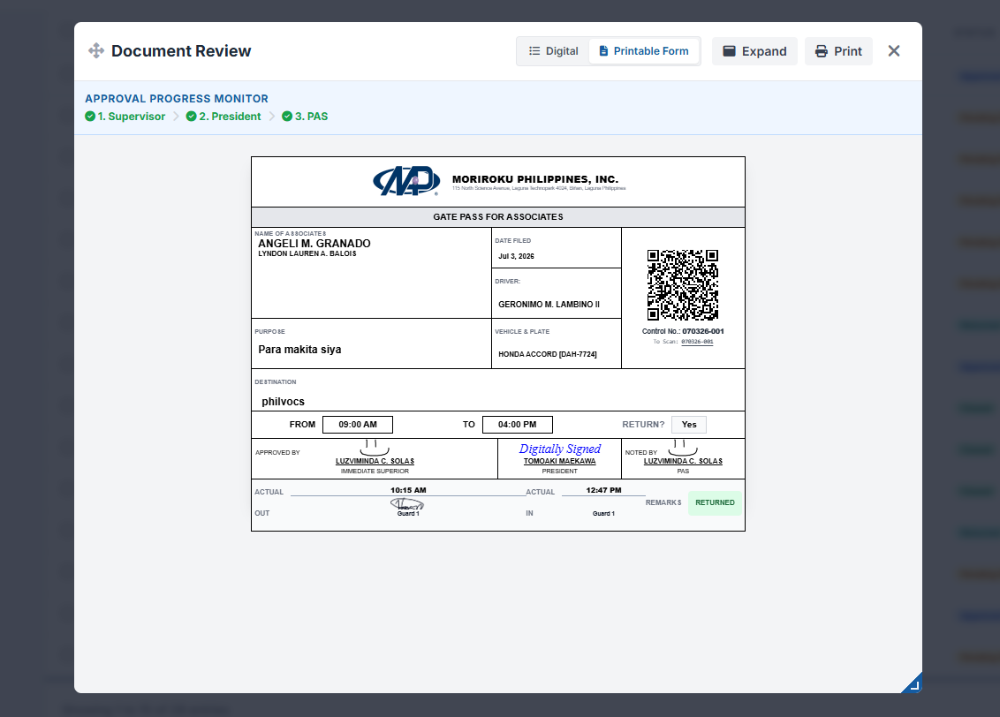 Document Review
Digital
Printable Form
Expand
Print
APPROVAL PROGRESS MONITOR
1. Supervisor
2. President
3. PAS
MORIROKU PHILIPPINES, INC.
115 North Science Avenue, Laguna Technopark 4024, Biñan, Laguna Philippines
GATE PASS FOR ASSOCIATES
NAME OF ASSOCIATES
ANGELI M. GRANADO
LYNDON LAUREN A. BALOIS
DATE FILED
Jul 3, 2026
DRIVER:
GERONIMO M. LAMBINO II
PURPOSE
Para makita siya
VEHICLE & PLATE
HONDA ACCORD [DAH-7724]
Control No.: 070326-001
To Scan: 070326-001
DESTINATION
philvocs
FROM 09:00 AM TO 04:00 PM RETURN? Yes
APPROVED BY
LUZVIMINDA C. SOLAS
IMMEDIATE SUPERIOR
Digitally Signed
TOMOAKI MAEKAWA
PRESIDENT
NOTED BY
LUZVIMINDA C. SOLAS
PAS
ACTUAL 10:15 AM
OUT Guard 1
ACTUAL 12:47 PM
IN Guard 1
REMARKS RETURNED